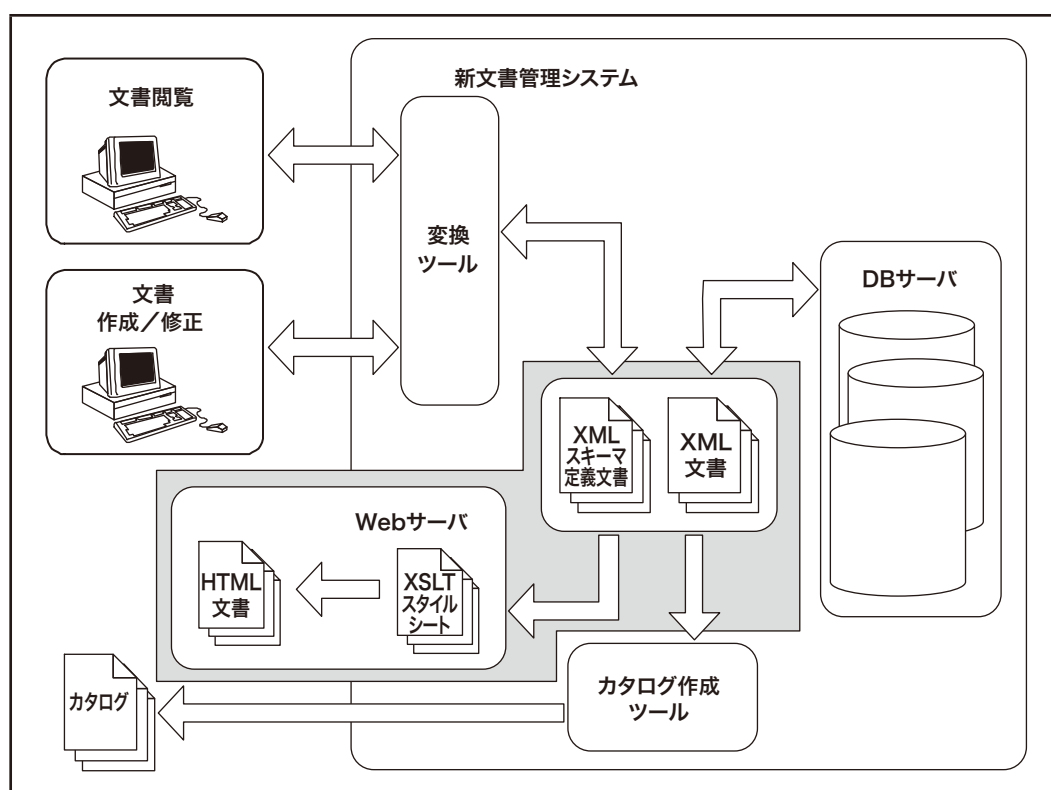 新文書管理システム
文書閲覧
変換
ツール
文書
作成／修正
DBサーバ
XML
スキーマ
定義文書
XML
文書
Webサーバ
HTML
文書
XSLT
スタイル
シート
カタログ
カタログ作成
ツール